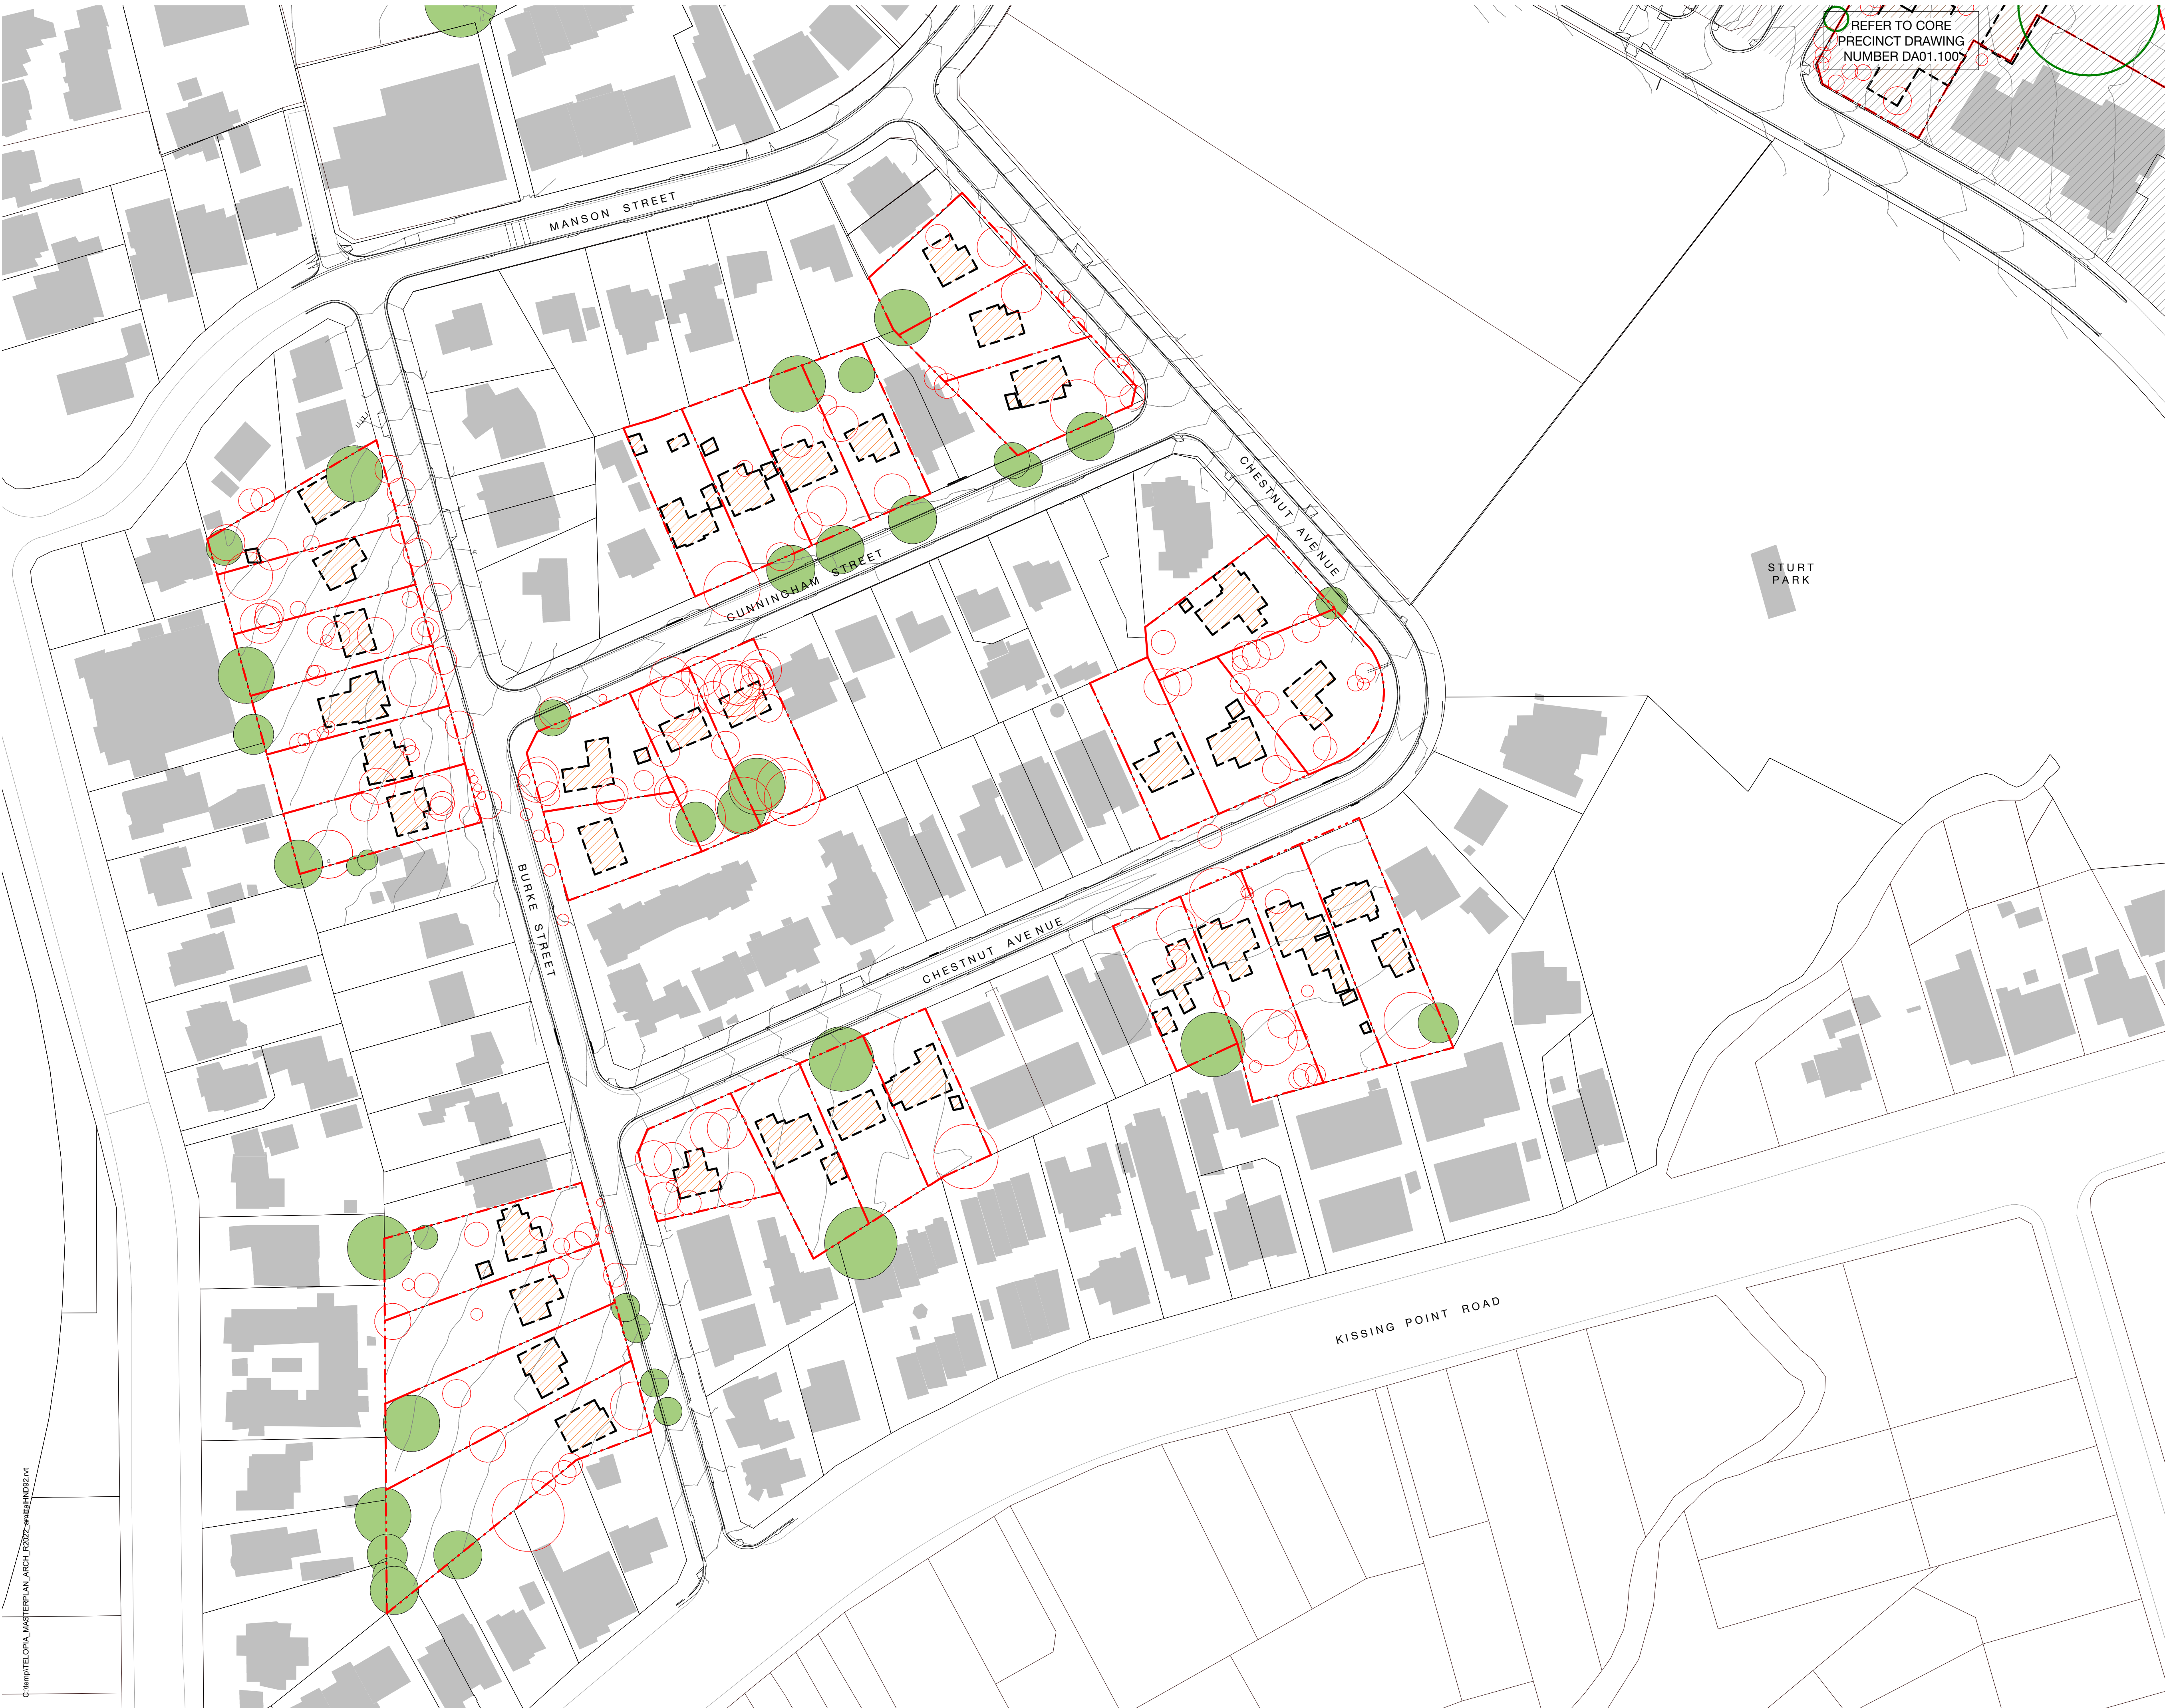 REFER TO CORE
PRECINCT DRAWING
NUMBER DA01.100
MANSON STREET
CHESTNUT AVENUE
STURT
PARK
CUNNINGHAM STREET
BURKE STREET
CHESTNUT AVENUE
KISSING POINT ROAD